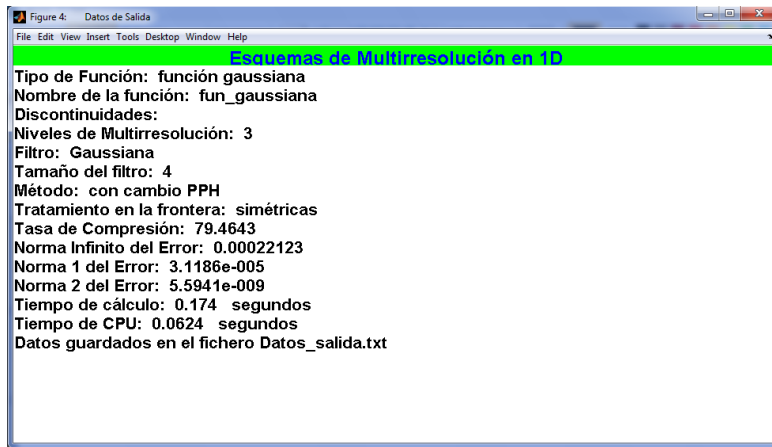 Figure 4: Datos de Salida
File Edit View Insert Tools Desktop Window Help
Esquemas de Multirresolución en 1D
Tipo de Función: función gaussiana
Nombre de la función: fun_gaussiana
Discontinuidades:
Niveles de Multirresolución: 3
Filtro: Gaussiana
Tamaño del filtro: 4
Método: con cambio PPH
Tratamiento en la frontera: simétricas
Tasa de Compresión: 79.4643
Norma Infinito del Error: 0.00022123
Norma 1 del Error: 3.1186e-005
Norma 2 del Error: 5.5941e-009
Tiempo de cálculo: 0.174 segundos
Tiempo de CPU: 0.0624 segundos
Datos guardados en el fichero Datos_salida.txt